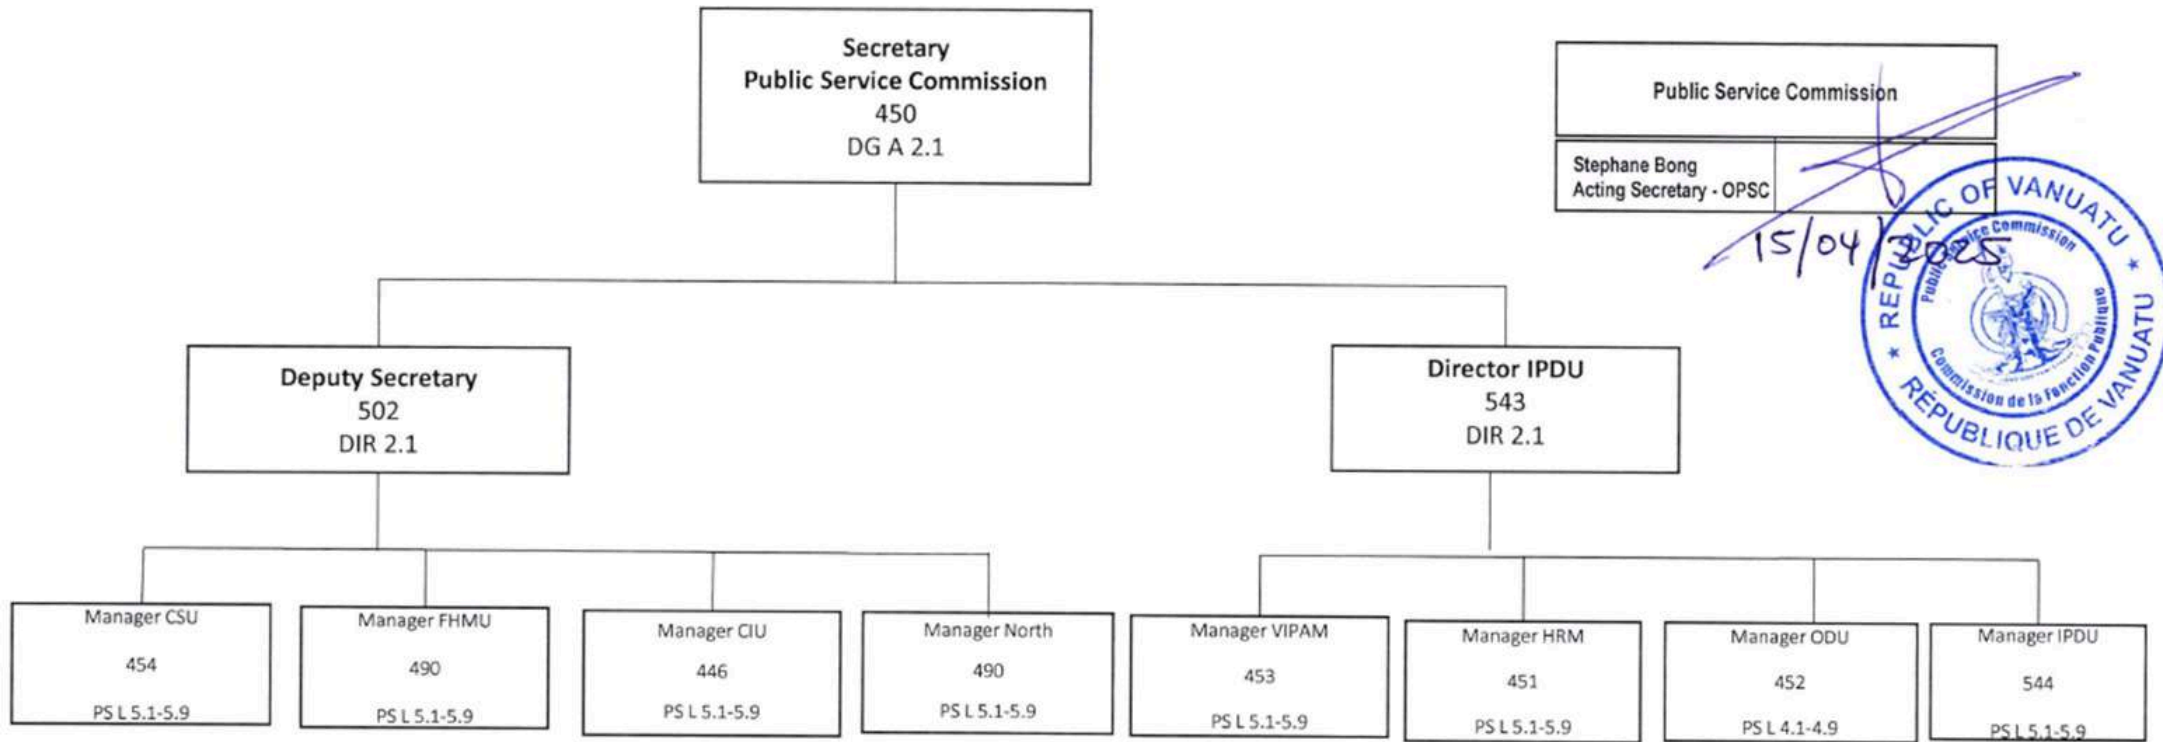 Secretary
Public Service Commission
450
DG A 2.1
Public Service Commission
Stephane Bong
Acting Secretary - OPSC
15/04/2025
REPUBLIC OF VANUATU
Public Service Commission
Commission de la Fonction Publique
RÉPUBLIQUE DE VANUATU
Deputy Secretary
502
DIR 2.1
Director IPDU
543
DIR 2.1
Manager CSU
454
PS L 5.1-5.9
Manager FHMU
490
PS L 5.1-5.9
Manager CIU
446
PS L 5.1-5.9
Manager North
490
PS L 5.1-5.9
Manager VIPAM
453
PS L 5.1-5.9
Manager HRM
451
PS L 5.1-5.9
Manager ODU
452
PS L 4.1-4.9
Manager IPDU
544
PS L 5.1-5.9